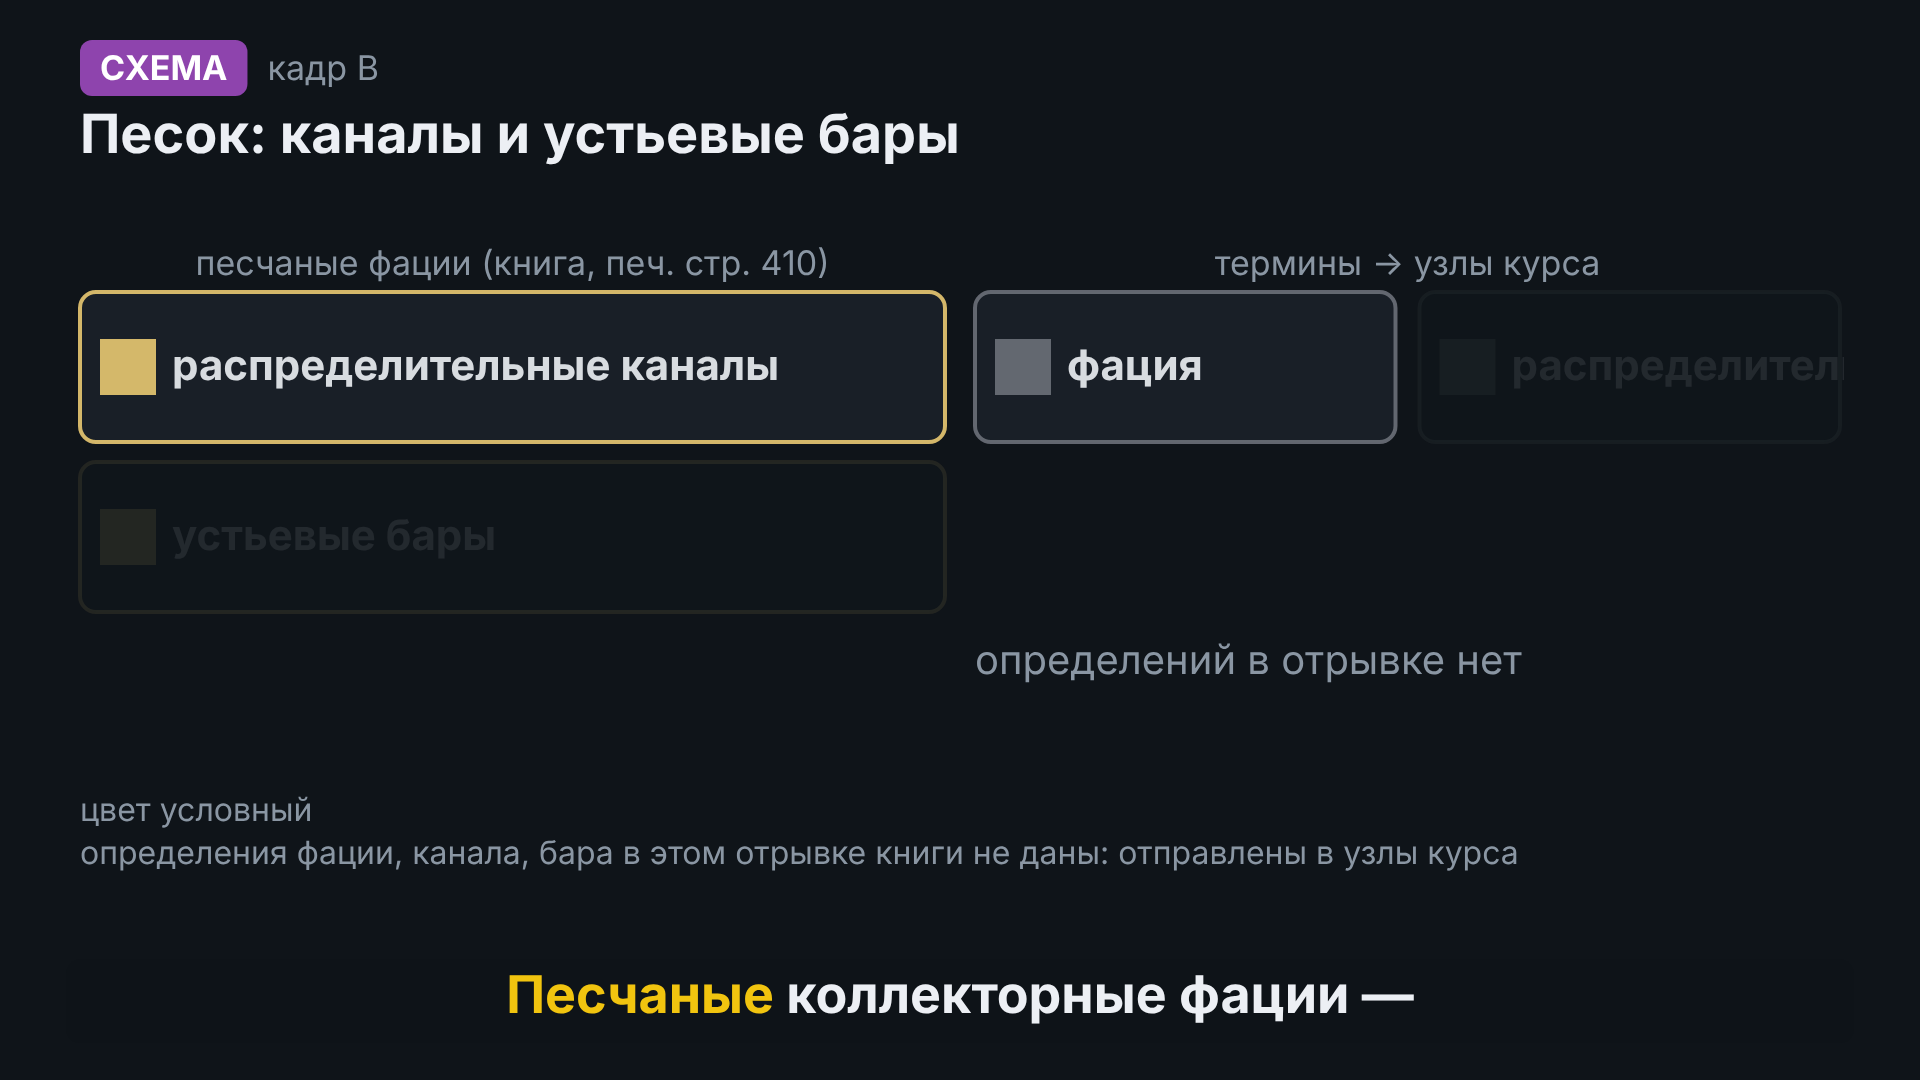 СХЕМА кадр В
Песок: каналы и устьевые бары
песчаные фации (книга, печ. стр. 410)
термины → узлы курса
распределительные каналы
фация
распределител
устьевые бары
определений в отрывке нет
цвет условный
определения фации, канала, бара в этом отрывке книги не даны: отправлены в узлы курса
Песчаные коллекторные фации —